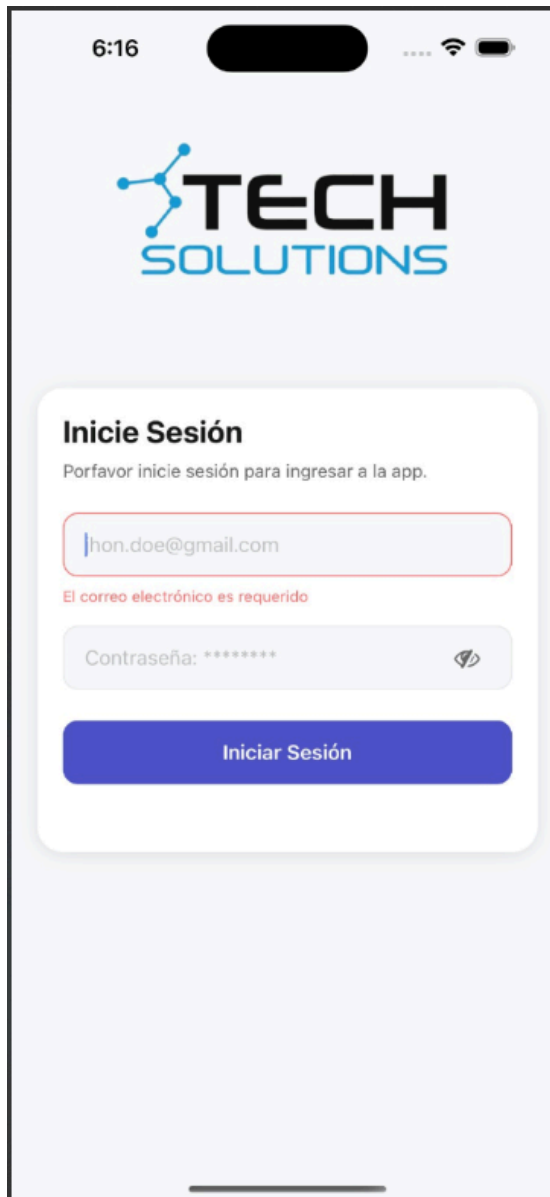 6:16
TECH
SOLUTIONS
Inicie Sesión
Porfavor inicie sesión para ingresar a la app.
jhon.doe@gmail.com
El correo electrónico es requerido
Contraseña: ********
Iniciar Sesión